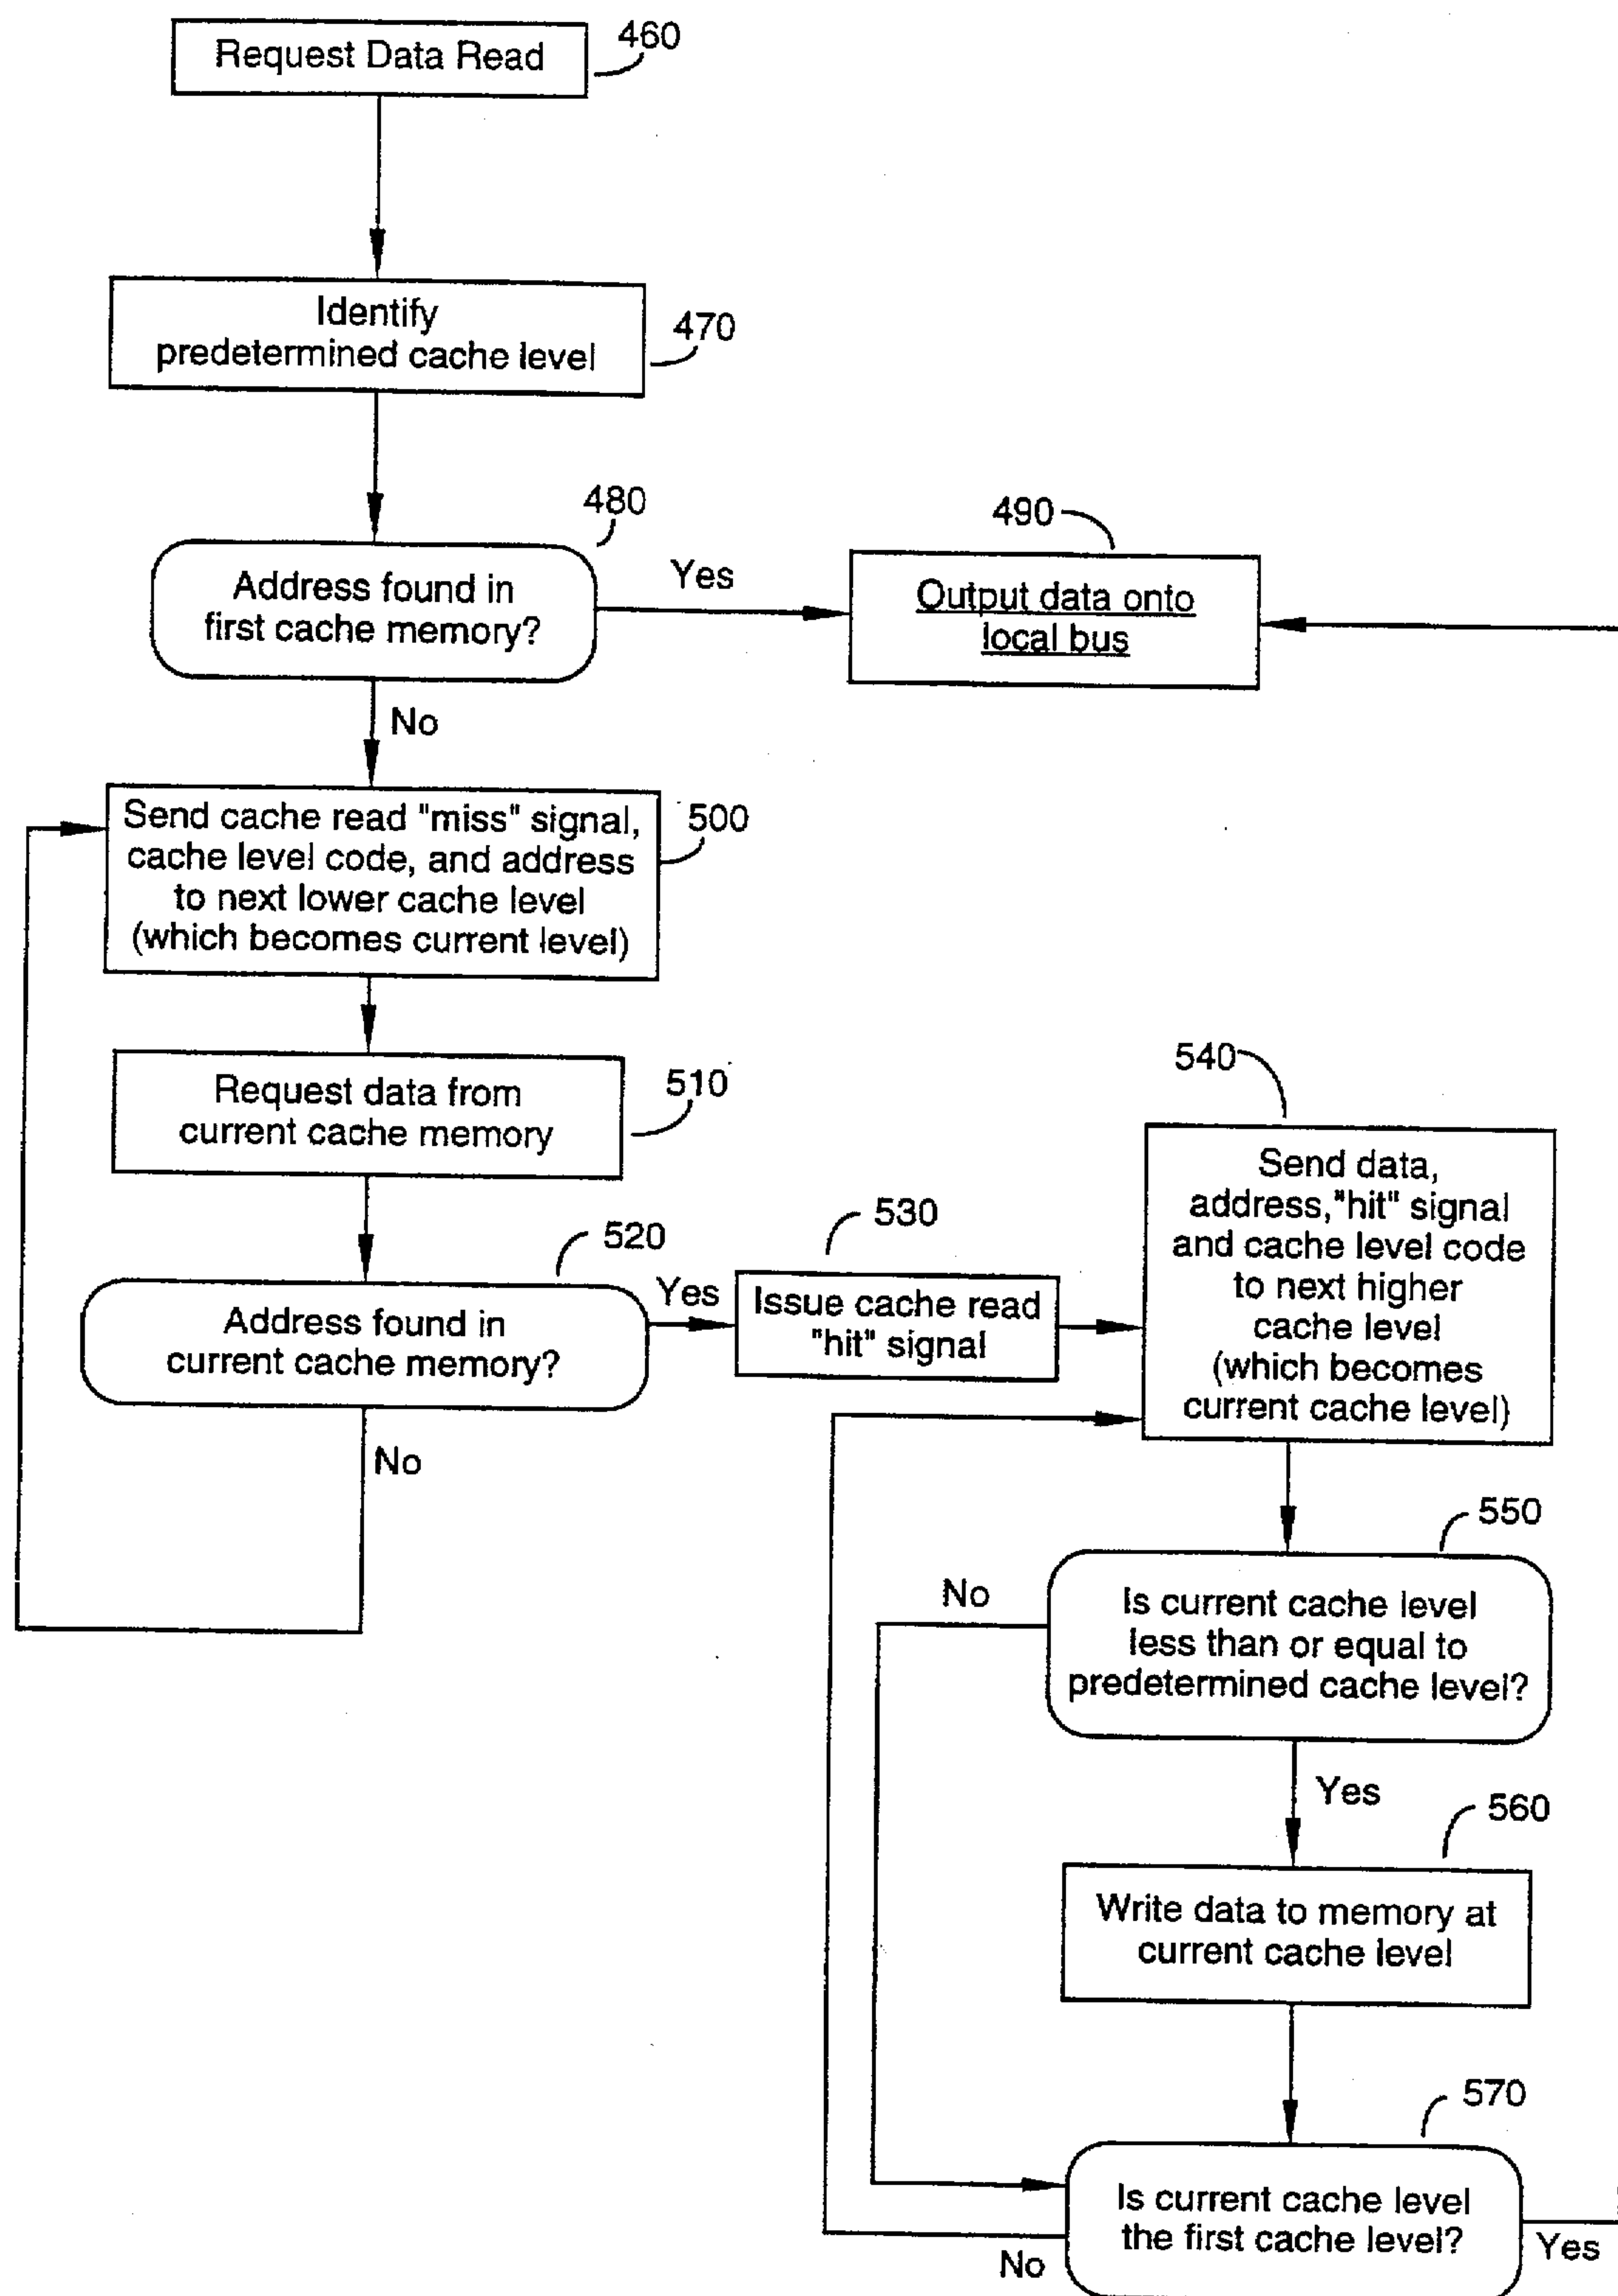 Request Data Read
460
Identify
predetermined cache level
470
480
Address found in
first cache memory?
Yes
490
Output data onto
local bus
No
Send cache read "miss" signal,
cache level code, and address
to next lower cache level
(which becomes current level)
500
Request data from
current cache memory
510
520
Address found in
current cache memory?
Yes
No
530
Issue cache read
"hit" signal
540
Send data,
address,"hit" signal
and cache level code
to next higher
cache level
(which becomes
current cache level)
550
Is current cache level
less than or equal to
predetermined cache level?
No
Yes
560
Write data to memory at
current cache level
570
Is current cache level
the first cache level?
No
Yes